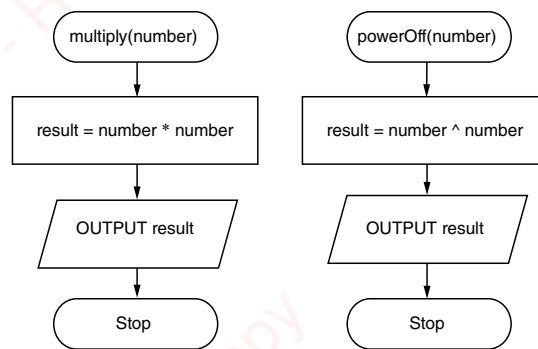 multiply(number)
result = number * number
OUTPUT result
Stop
powerOff(number)
result = number ^ number
OUTPUT result
Stop